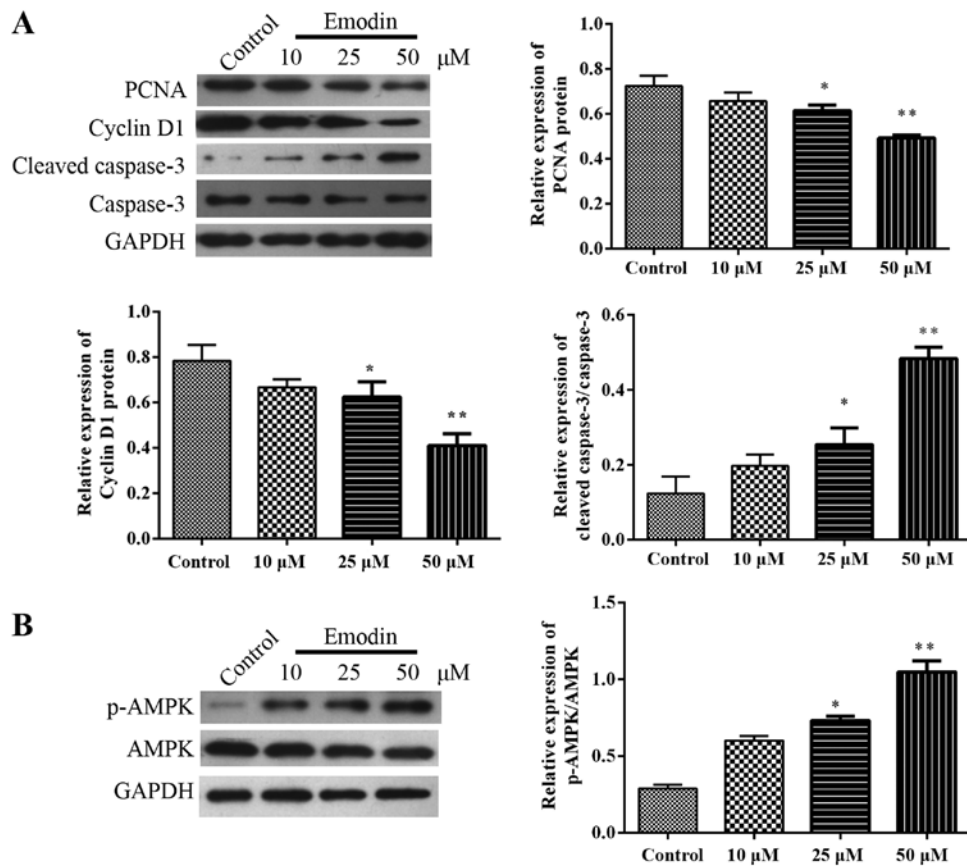 A
Control
Emodin
10 25 50 μM
PCNA
Cyclin D1
Cleaved caspase-3
Caspase-3
GAPDH
Relative expression of
PCNA protein
1.0
0.8
0.6
0.4
0.2
0.0
*
**
Control 10 μM 25 μM 50 μM
Relative expression of
Cyclin D1 protein
1.0
0.8
0.6
0.4
0.2
0.0
*
**
Control 10 μM 25 μM 50 μM
Relative expression of
cleaved caspase-3/caspase-3
0.6
0.4
0.2
0.0
*
**
Control 10 μM 25 μM 50 μM
B
Control
Emodin
10 25 50 μM
p-AMPK
AMPK
GAPDH
Relative expression of
p-AMPK/AMPK
1.5
1.0
0.5
0.0
*
**
Control 10 μM 25 μM 50 μM